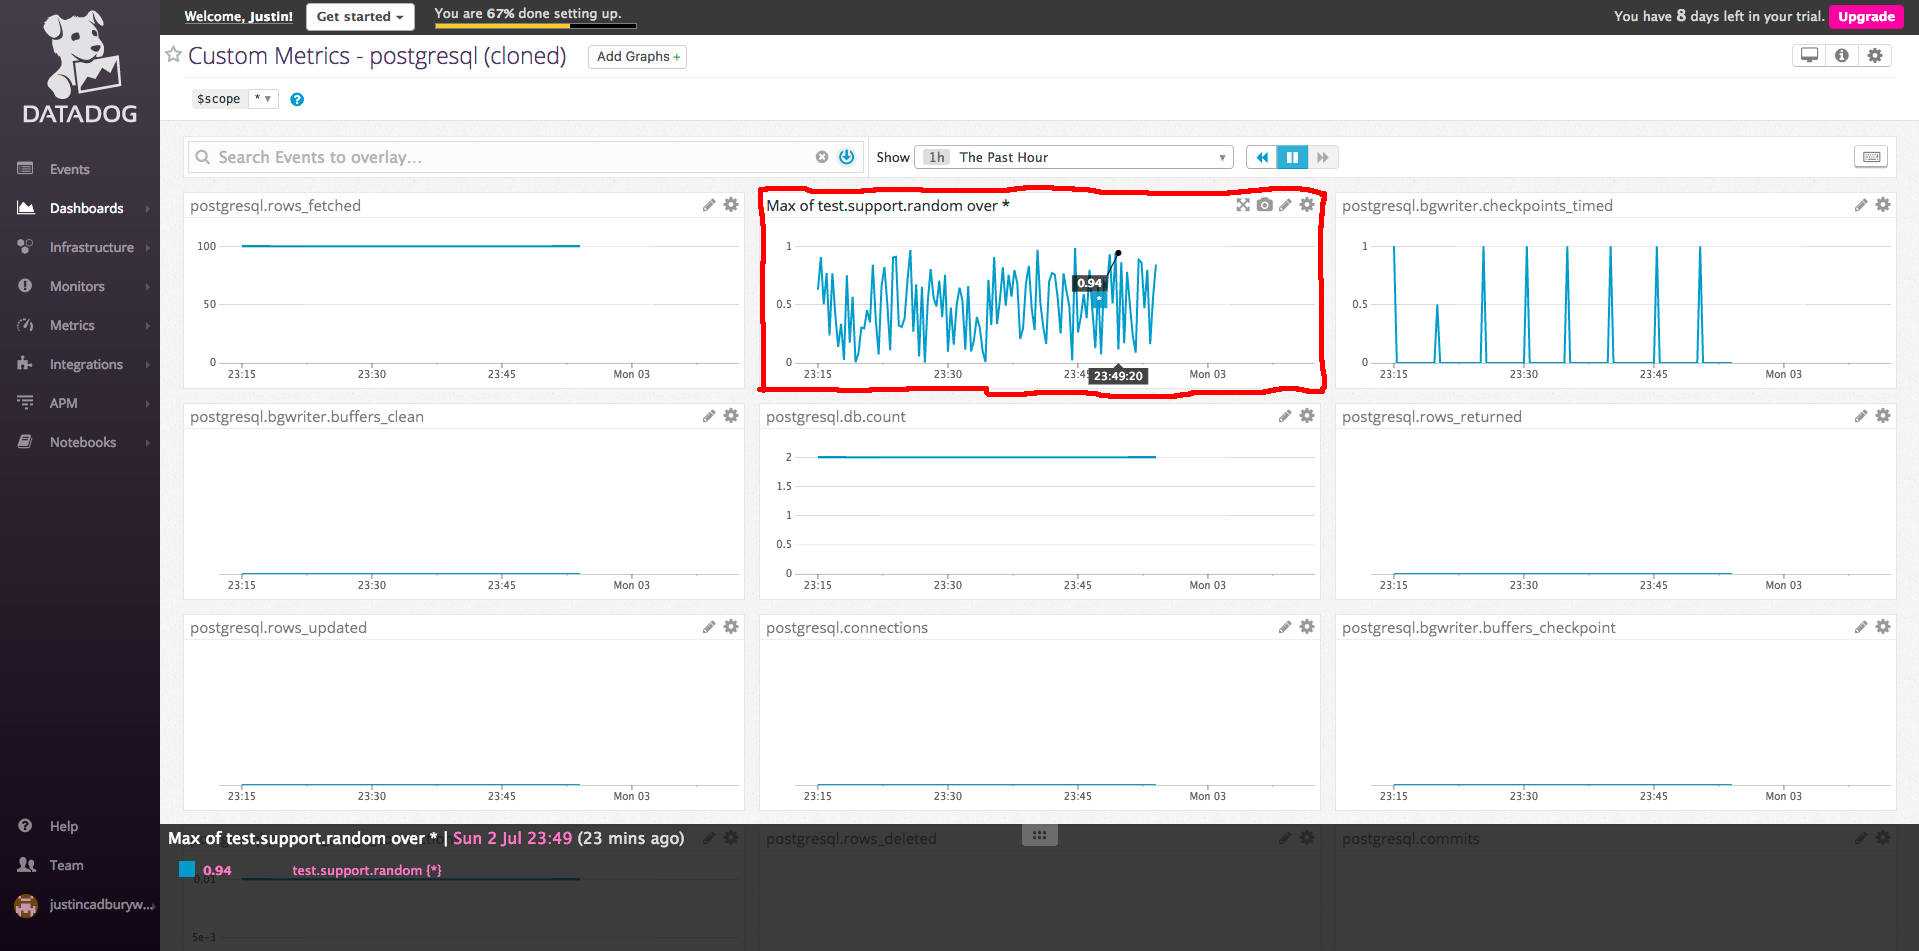 Welcome, Justin!
Get started
You are 67% done setting up.
You have 8 days left in your trial.
Upgrade
DATADOG
Custom Metrics - postgresql (cloned)
Add Graphs +
$scope
*
?
Events
Dashboards
Infrastructure
Monitors
Metrics
Integrations
APM
Notebooks
Help
Team
justincadburyw...
Search Events to overlay...
Show
1h The Past Hour
postgresql.rows_fetched
100
50
0
23:15 23:30 23:45 Mon 03
Max of test.support.random over *
1
0.5
0
0.94
*
23:15 23:30 23:45 Mon 03
23:49:20
postgresql.bgwriter.checkpoints_timed
1
0.5
0
23:15 23:30 23:45 Mon 03
postgresql.bgwriter.buffers_clean
23:15 23:30 23:45 Mon 03
postgresql.db.count
2
1.5
1
0.5
0
23:15 23:30 23:45 Mon 03
postgresql.rows_returned
23:15 23:30 23:45 Mon 03
postgresql.rows_updated
23:15 23:30 23:45 Mon 03
postgresql.connections
23:15 23:30 23:45 Mon 03
postgresql.bgwriter.buffers_checkpoint
23:15 23:30 23:45 Mon 03
Max of test.support.random over * | Sun 2 Jul 23:49 (23 mins ago)
0.94 test.support.random {*}
postgresql.rows_deleted
postgresql.commits
0.01
5e-3